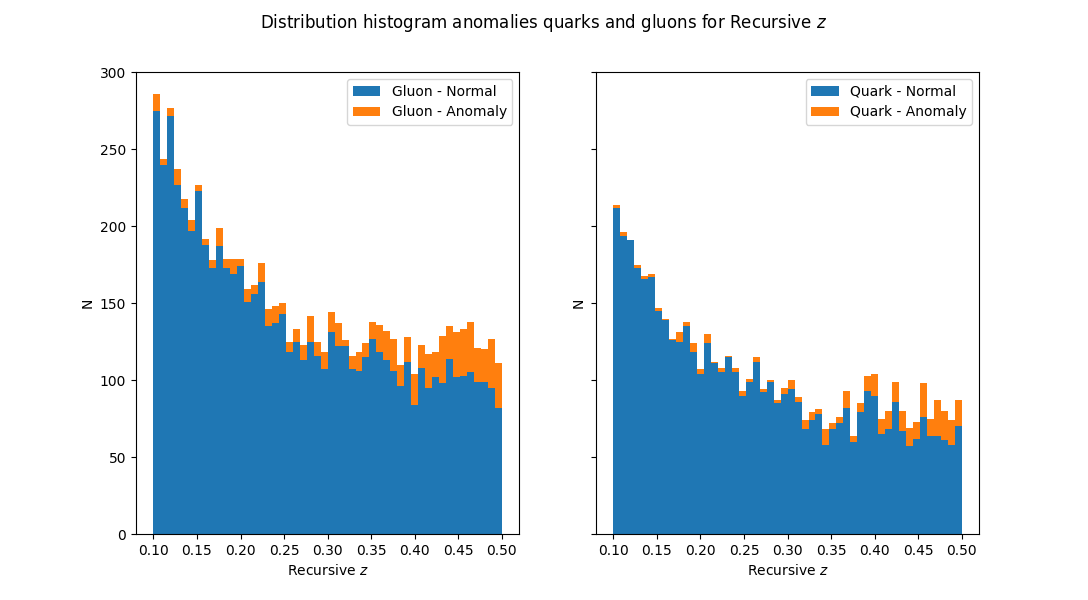 Distribution histogram anomalies quarks and gluons for Recursive z
Gluon - Normal
Gluon - Anomaly
300
250
200
150
100
50
0
N
0.10 0.15 0.20 0.25 0.30 0.35 0.40 0.45 0.50
Recursive z
Quark - Normal
Quark - Anomaly
N
0.10 0.15 0.20 0.25 0.30 0.35 0.40 0.45 0.50
Recursive z